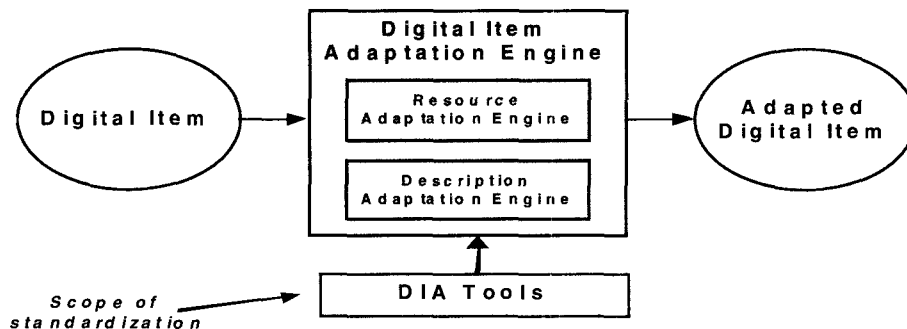 Digital Item
Adaptation Engine
Resource
Adaptation Engine
Digital Item
Adapted
Digital Item
Description
Adaptation Engine
DIA Tools
Scope of
standardization